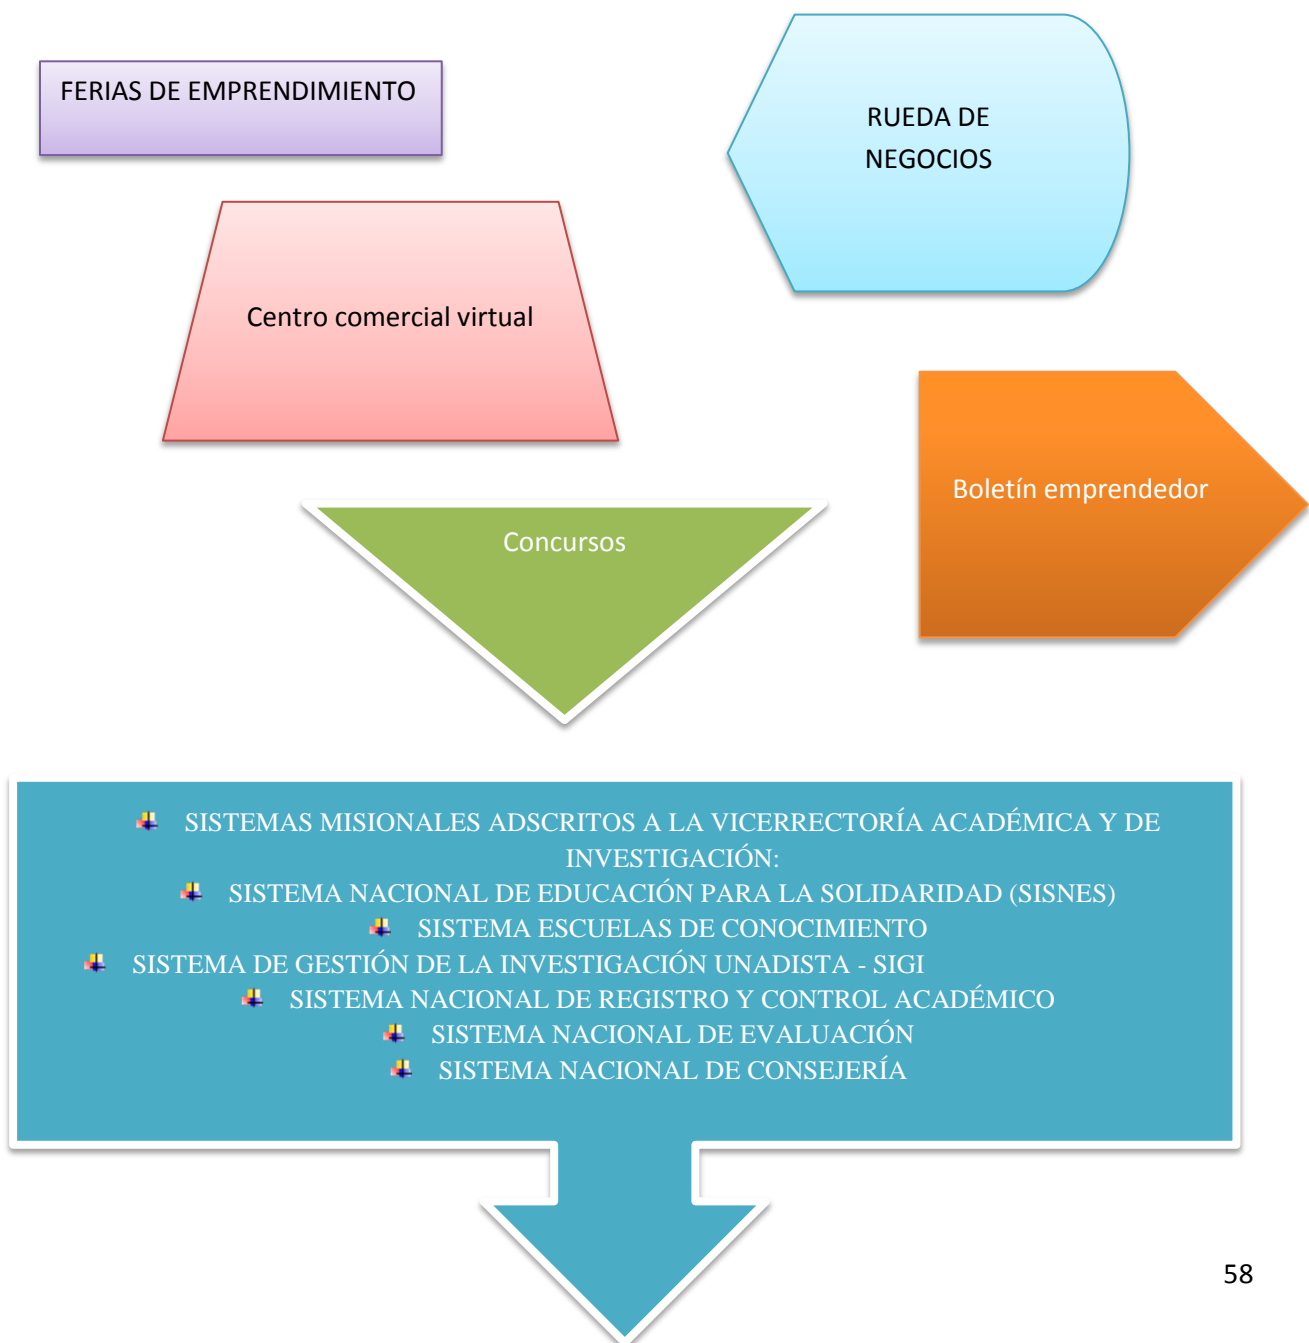 FERIAS DE EMPRENDIMIENTO
RUEDA DE
NEGOCIOS
Centro comercial virtual
Boletín emprendedor
Concursos
SISTEMAS MISIONALES ADSCRITOS A LA VICERRECTORÍA ACADÉMICA Y DE
INVESTIGACIÓN:
SISTEMA NACIONAL DE EDUCACIÓN PARA LA SOLIDARIDAD (SISNES)
SISTEMA ESCUELAS DE CONOCIMIENTO
SISTEMA DE GESTIÓN DE LA INVESTIGACIÓN UNADISTA - SIGI
SISTEMA NACIONAL DE REGISTRO Y CONTROL ACADÉMICO
SISTEMA NACIONAL DE EVALUACIÓN
SISTEMA NACIONAL DE CONSEJERÍA
58